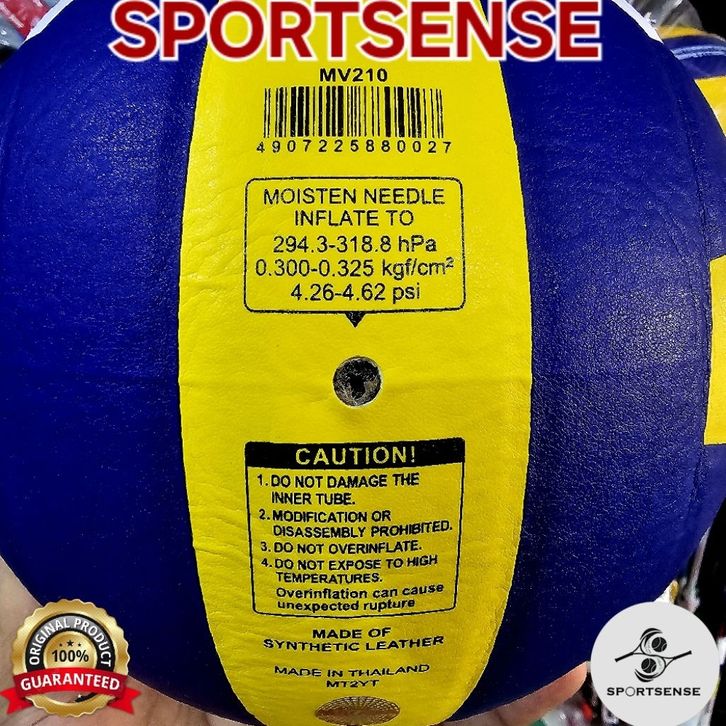 SPORTSENSE
MV210
4907225880027
MOISTEN NEEDLE
INFLATE TO
294.3-318.8 hPa
0.300-0.325 kgf/cm²
4.26-4.62 psi
CAUTION!
1. DO NOT DAMAGE THE
INNER TUBE.
2. MODIFICATION OR
DISASSEMBLY PROHIBITED.
3. DO NOT OVERINFLATE.
4. DO NOT EXPOSE TO HIGH
TEMPERATURES.
Overinflation can cause
unexpected rupture
MADE OF
SYNTHETIC LEATHER
MADE IN THAILAND
MT2YT
ORIGINAL PRODUCT
100%
GUARANTEED
SPORTSENSE